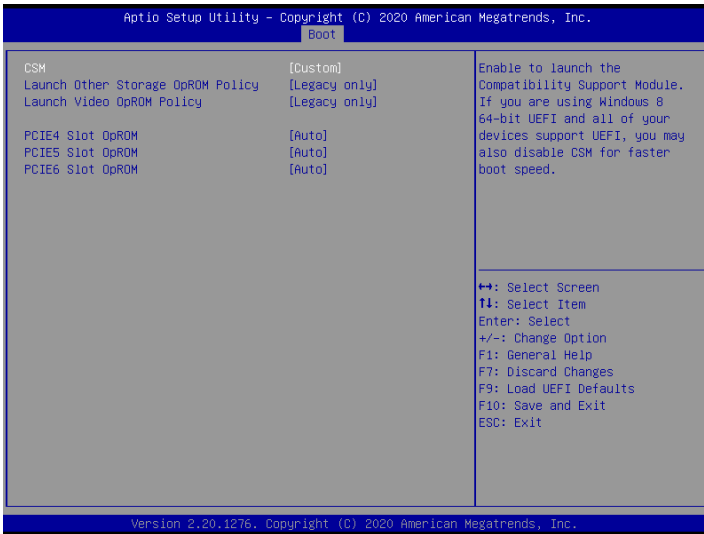 Aptio Setup Utility – Copyright (C) 2020 American Megatrends, Inc.
Boot
CSM [Custom]
Launch Other Storage OpROM Policy [Legacy only]
Launch Video OpROM Policy [Legacy only]
PCIE4 Slot OpROM [Auto]
PCIE5 Slot OpROM [Auto]
PCIE6 Slot OpROM [Auto]
Enable to launch the
Compatibility Support Module.
If you are using Windows 8
64-bit UEFI and all of your
devices support UEFI, you may
also disable CSM for faster
boot speed.
↔: Select Screen
↑↓: Select Item
Enter: Select
+/-: Change Option
F1: General Help
F7: Discard Changes
F9: Load UEFI Defaults
F10: Save and Exit
ESC: Exit
Version 2.20.1276. Copyright (C) 2020 American Megatrends, Inc.